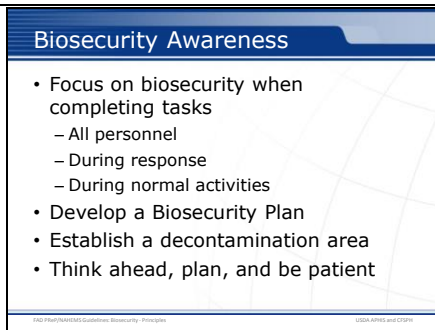 Biosecurity Awareness
• Focus on biosecurity when
completing tasks
– All personnel
– During response
– During normal activities
• Develop a Biosecurity Plan
• Establish a decontamination area
• Think ahead, plan, and be patient
FAD PReP/NAHEMS Guidelines: Biosecurity - Principles
USDA APHIS and CFSPH